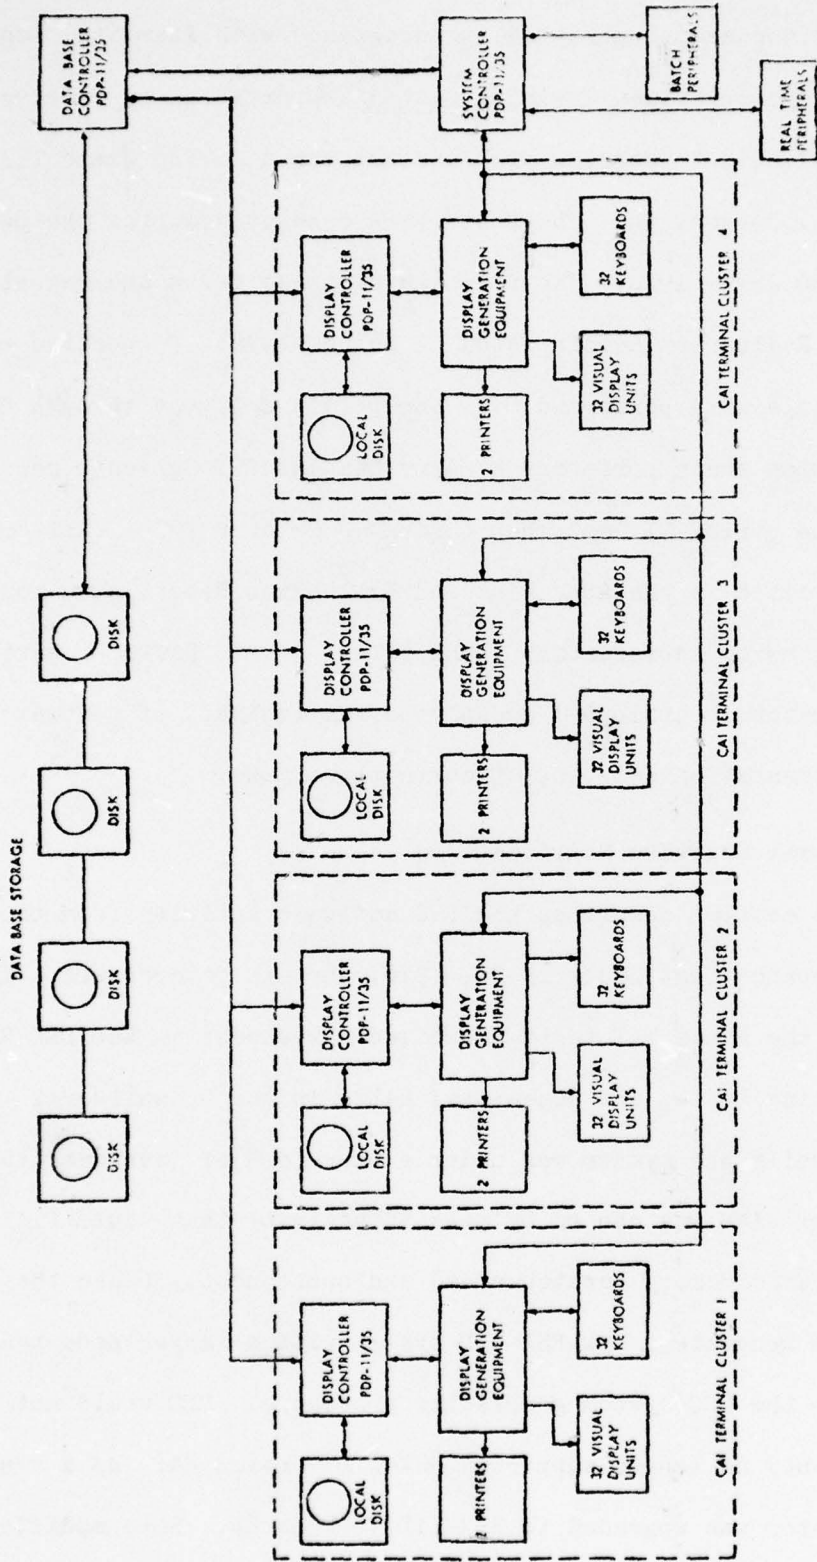 DATA BASE STORAGE
DISK
DISK
DISK
DISK
DATA BASE
CONTROLLER
PDP-11/35
LOCAL
DISK
DISPLAY
CONTROLLER
PDP-11/35
2 PRINTERS
DISPLAY
GENERATION
EQUIPMENT
32 VISUAL
DISPLAY
UNITS
32
KEYBOARDS
CAI TERMINAL CLUSTER 1
LOCAL
DISK
DISPLAY
CONTROLLER
PDP-11/35
2 PRINTERS
DISPLAY
GENERATION
EQUIPMENT
32 VISUAL
DISPLAY
UNITS
32
KEYBOARDS
CAI TERMINAL CLUSTER 2
LOCAL
DISK
DISPLAY
CONTROLLER
PDP-11/35
2 PRINTERS
DISPLAY
GENERATION
EQUIPMENT
32 VISUAL
DISPLAY
UNITS
32
KEYBOARDS
CAI TERMINAL CLUSTER 3
LOCAL
DISK
DISPLAY
CONTROLLER
PDP-11/35
2 PRINTERS
DISPLAY
GENERATION
EQUIPMENT
32 VISUAL
DISPLAY
UNITS
32
KEYBOARDS
CAI TERMINAL CLUSTER 4
SYSTEM
CONTROLLER
PDP-11/35
BATCH
PERIPHERALS
REAL TIME
PERIPHERALS